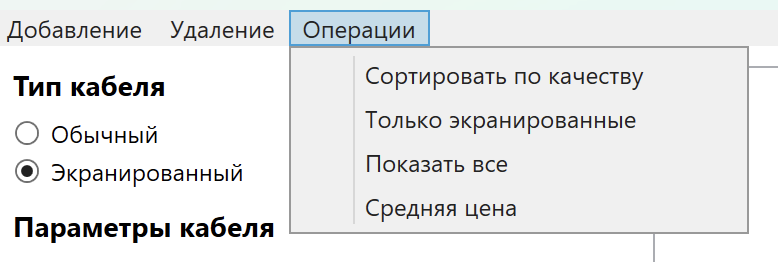 Добавление Удаление Операции
Сортировать по качеству
Только экранированные
Показать все
Средняя цена
Тип кабеля
Обычный
Экранированный
Параметры кабеля